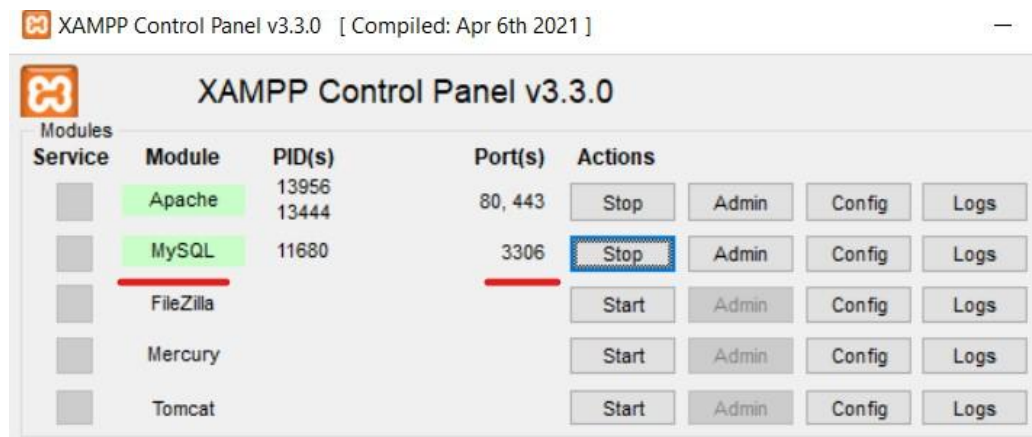 XAMPP Control Panel v3.3.0 [ Compiled: Apr 6th 2021 ]
XAMPP Control Panel v3.3.0
Modules
Service Module PID(s) Port(s) Actions
Apache 13956 13444 80, 443 Stop Admin Config Logs
MySQL 11680 3306 Stop Admin Config Logs
FileZilla Start Admin Config Logs
Mercury Start Admin Config Logs
Tomcat Start Admin Config Logs